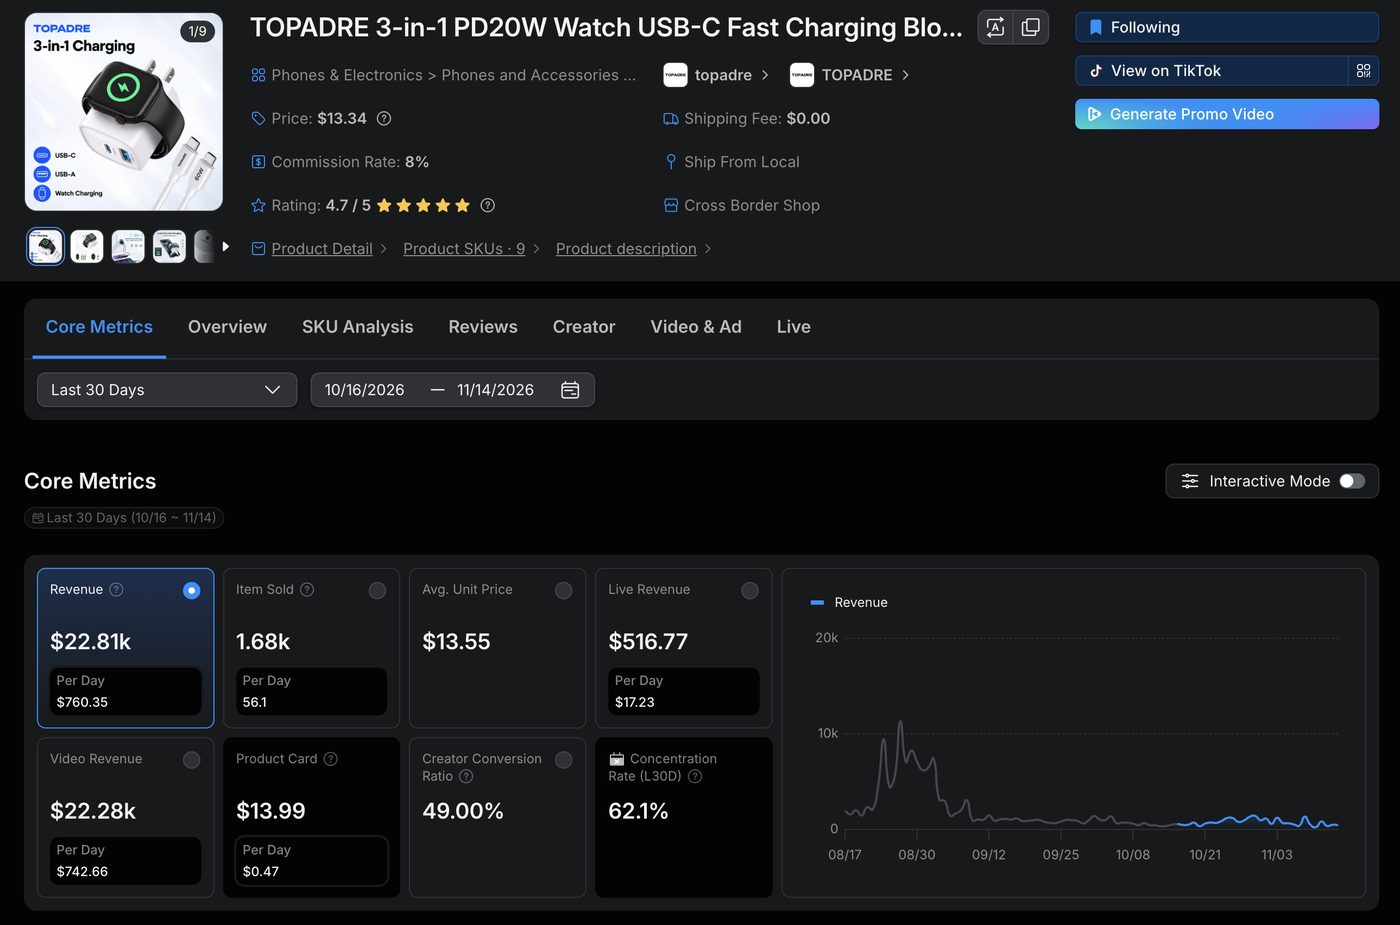 TOPADRE
3-in-1 Charging
1/9
USB-C
USB-A
Watch Charging
60W
TOPADRE 3-in-1 PD20W Watch USB-C Fast Charging Blo...
Phones & Electronics > Phones and Accessories ...
TOPADRE
topadre
TOPADRE
TOPADRE
Price: $13.34
Shipping Fee: $0.00
Commission Rate: 8%
Ship From Local
Rating: 4.7 / 5
Cross Border Shop
Product Detail
Product SKUs · 9
Product description
Following
View on TikTok
Generate Promo Video
Core Metrics
Overview
SKU Analysis
Reviews
Creator
Video & Ad
Live
Last 30 Days
10/16/2026 — 11/14/2026
Core Metrics
Interactive Mode
Last 30 Days (10/16 ~ 11/14)
Revenue
$22.81k
Per Day
$760.35
Item Sold
1.68k
Per Day
56.1
Avg. Unit Price
$13.55
Live Revenue
$516.77
Per Day
$17.23
Video Revenue
$22.28k
Per Day
$742.66
Product Card
$13.99
Per Day
$0.47
Creator Conversion
Ratio
49.00%
Concentration
Rate (L30D)
62.1%
Revenue
20k
10k
0
08/17
08/30
09/12
09/25
10/08
10/21
11/03